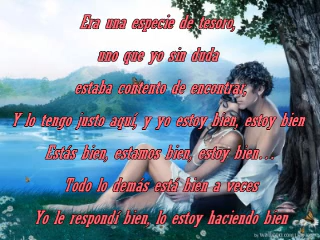 Era una especie de tesoro,
uno que yo sin duda
estaba contento de encontrar,
Y lo tengo justo aquí, y yo estoy bien, estoy bien
Estás bien, estamos bien, estoy bien…
Todo lo demas está bien a veces
Yo le respondí bien, lo estoy haciendo bien